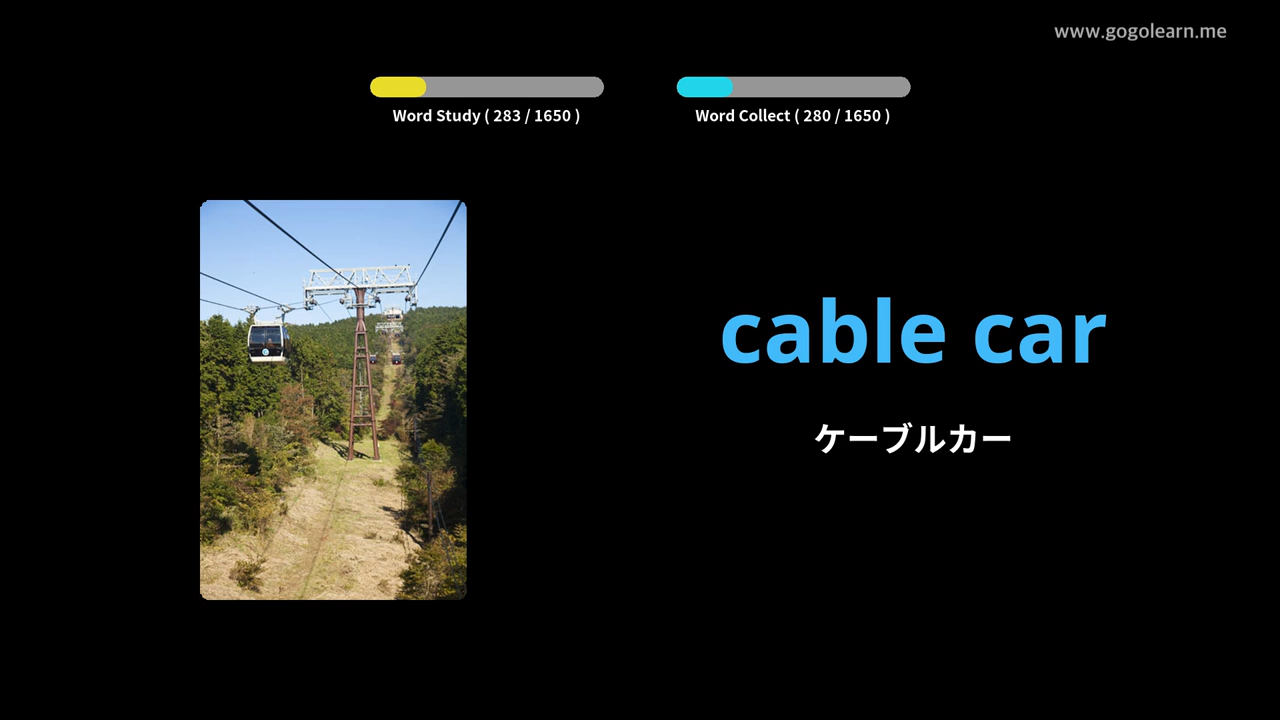 www.gogolearn.me
Word Study ( 283 / 1650 )
Word Collect ( 280 / 1650 )
cable car
ケーブルカー